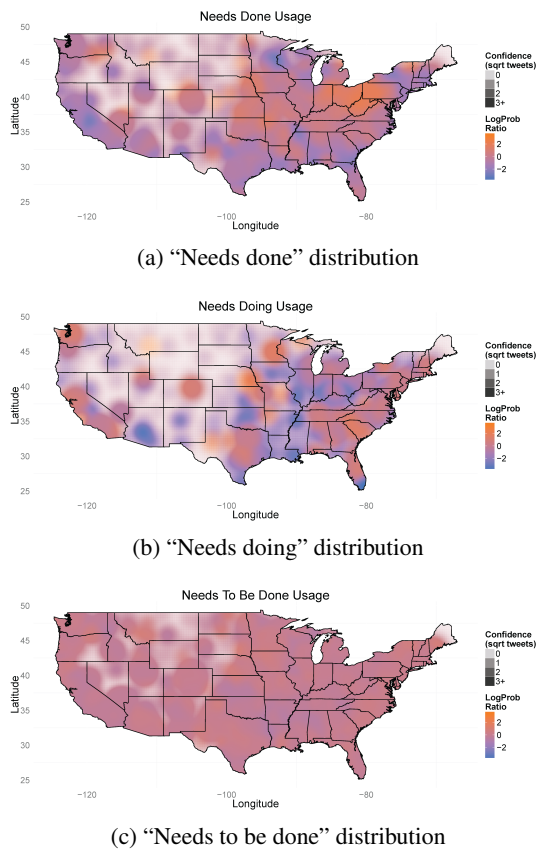 Needs Done Usage
50
45
40
35
30
25
Latitude
−120
−100
−80
Longitude
Confidence
(sqrt tweets)
0
1
2
3+
LogProb
Ratio
2
0
−2
(a) “Needs done” distribution
Needs Doing Usage
50
45
40
35
30
25
Latitude
−120
−100
−80
Longitude
Confidence
(sqrt tweets)
0
1
2
3+
LogProb
Ratio
2
0
−2
(b) “Needs doing” distribution
Needs To Be Done Usage
50
45
40
35
30
25
Latitude
−120
−100
−80
Longitude
Confidence
(sqrt tweets)
0
1
2
3+
LogProb
Ratio
2
0
−2
(c) “Needs to be done” distribution